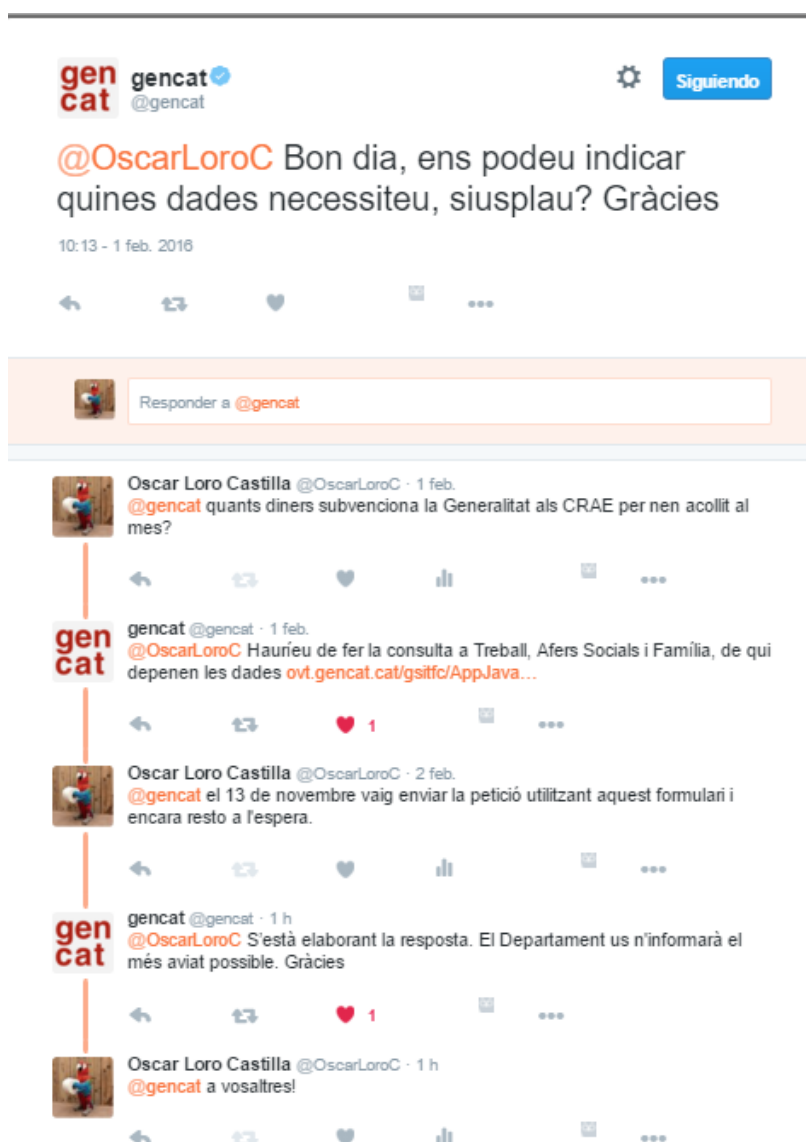 gen
cat
gencat
@gencat
Siguiendo
@OscarLoroC Bon dia, ens podeu indicar
quines dades necessiteu, siusplau? Gràcies
10:13 - 1 feb. 2016
Responder a @gencat
Oscar Loro Castilla @OscarLoroC · 1 feb.
@gencat quants diners subvenciona la Generalitat als CRAE per nen acollit al
mes?
gen
cat
gencat @gencat · 1 feb.
@OscarLoroC Hauríeu de fer la consulta a Treball, Afers Socials i Família, de qui
depenen les dades ovt.gencat.cat/gsitfc/AppJava…
1
Oscar Loro Castilla @OscarLoroC · 2 feb.
@gencat el 13 de novembre vaig enviar la petició utilitzant aquest formulari i
encara resto a l'espera.
gen
cat
gencat @gencat · 1 h
@OscarLoroC S'està elaborant la resposta. El Departament us n'informarà el
més aviat possible. Gràcies
1
Oscar Loro Castilla @OscarLoroC · 1 h
@gencat a vosaltres!